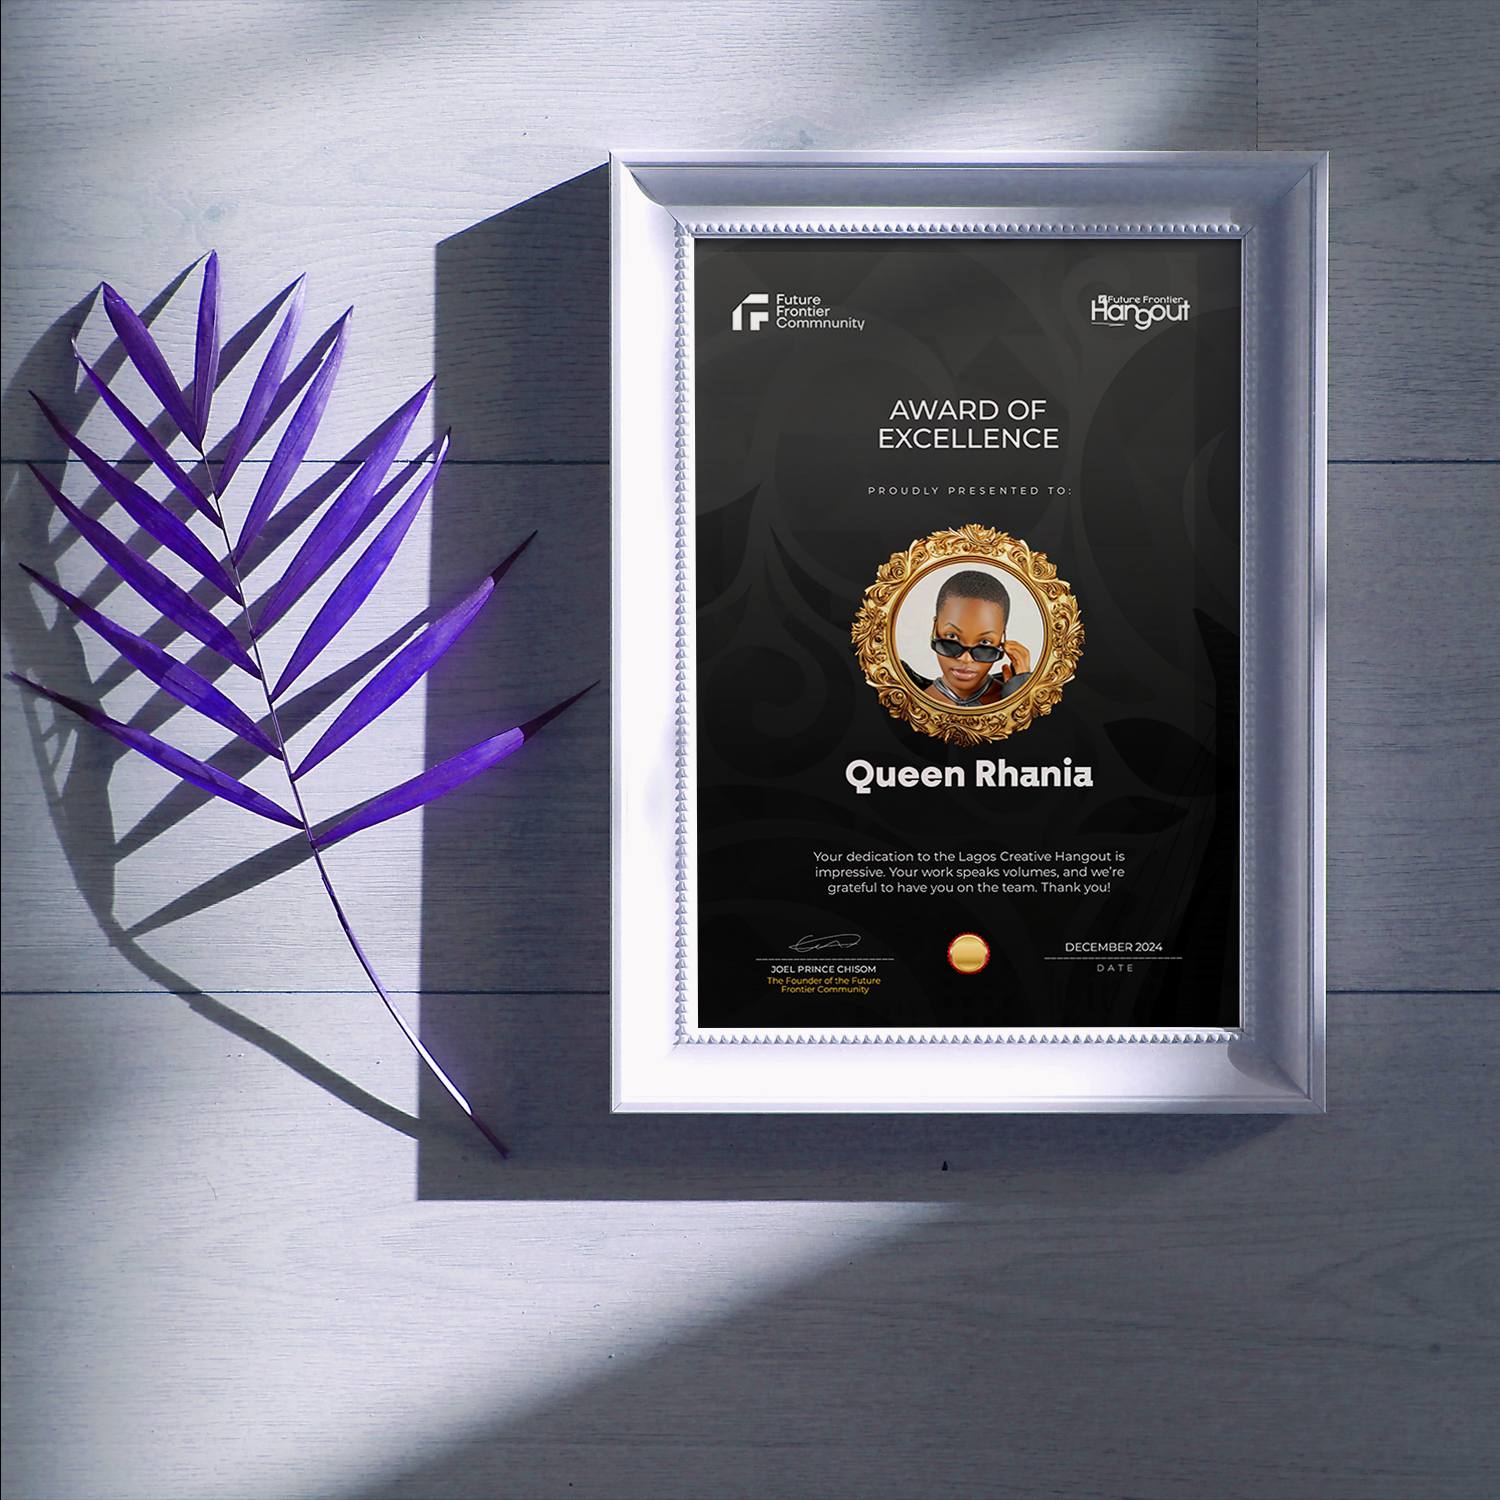 Future
Frontier
Commnunity
Future Frontier
Hangout
AWARD OF
EXCELLENCE
PROUDLY PRESENTED TO:
Queen Rhania
Your dedication to the Lagos Creative Hangout is
impressive. Your work speaks volumes, and we're
grateful to have you on the team. Thank you!
JOEL PRINCE CHISOM
The Founder of the Future
Frontier Community
DECEMBER 2024
DATE